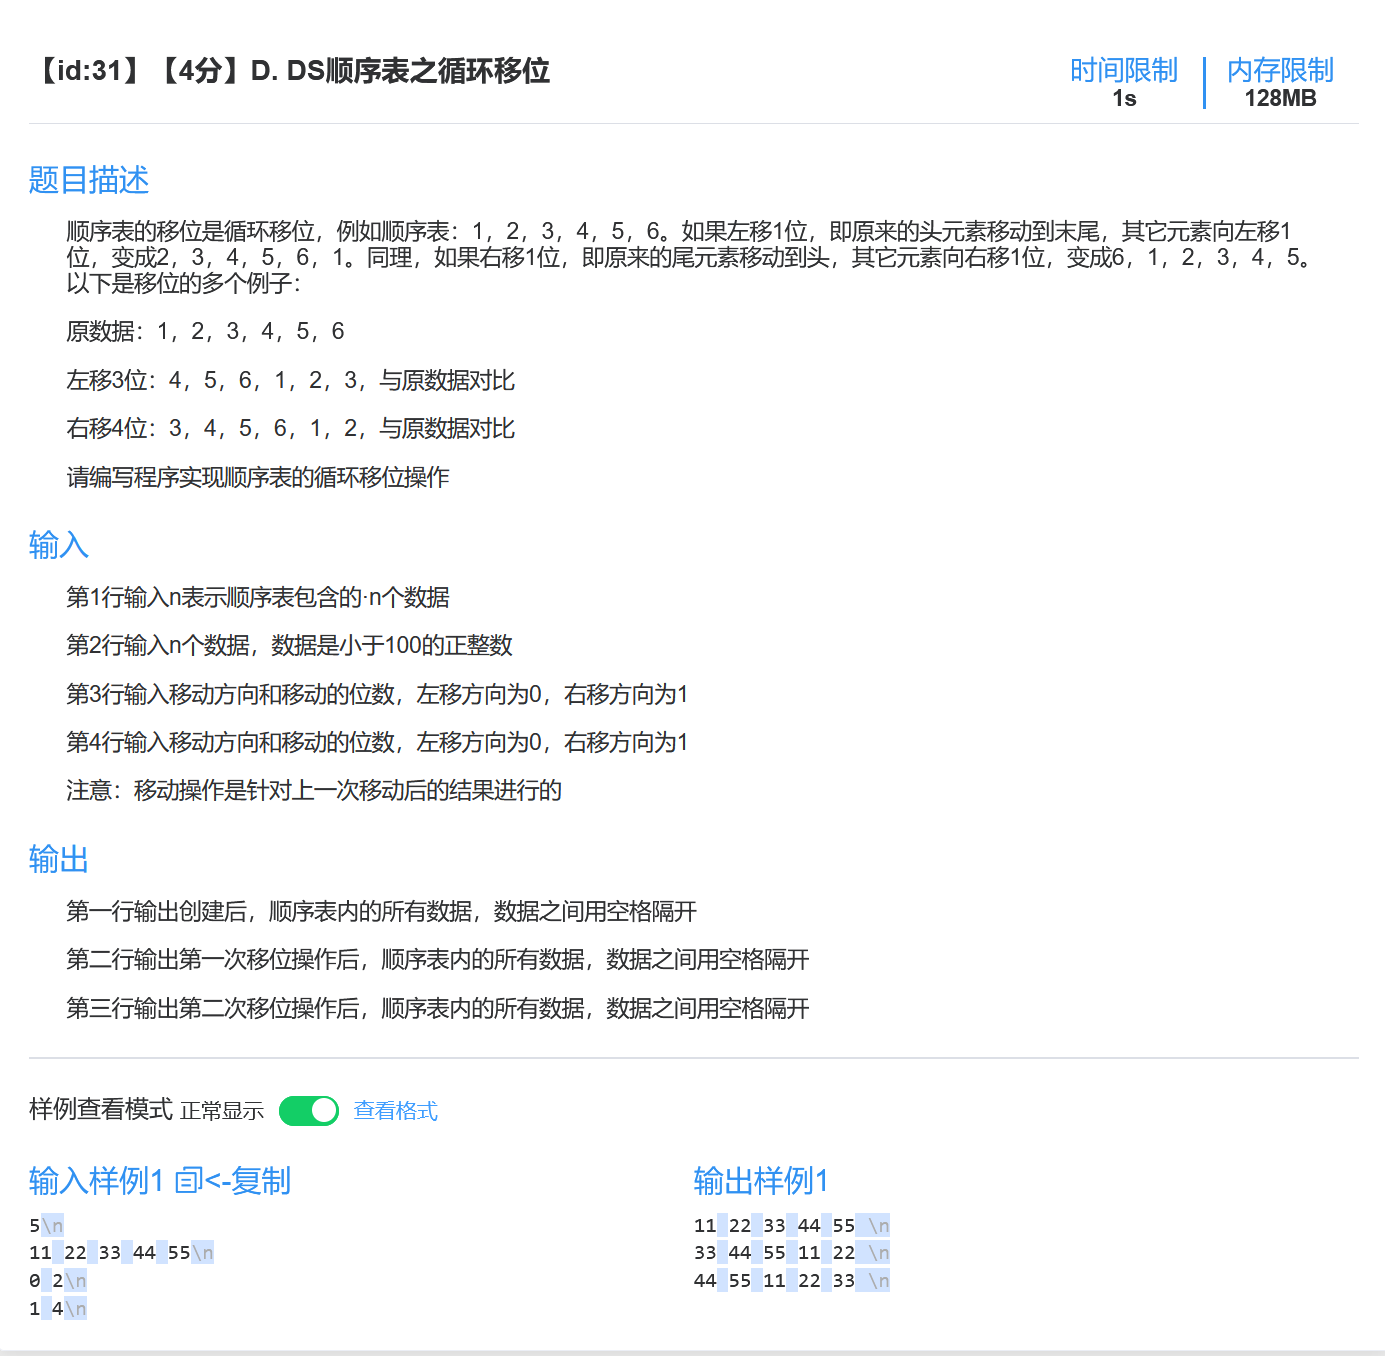 【id:31】【4分】D. DS顺序表之循环移位
时间限制
1s
内存限制
128MB
题目描述
顺序表的移位是循环移位，例如顺序表：1，2，3，4，5，6。如果左移1位，即原来的头元素移动到末尾，其它元素向左移1
位，变成2，3，4，5，6，1。同理，如果右移1位，即原来的尾元素移动到头，其它元素向右移1位，变成6，1，2，3，4，5。
以下是移位的多个例子：
原数据：1，2，3，4，5，6
左移3位：4，5，6，1，2，3，与原数据对比
右移4位：3，4，5，6，1，2，与原数据对比
请编写程序实现顺序表的循环移位操作
输入
第1行输入n表示顺序表包含的·n个数据
第2行输入n个数据，数据是小于100的正整数
第3行输入移动方向和移动的位数，左移方向为0，右移方向为1
第4行输入移动方向和移动的位数，左移方向为0，右移方向为1
注意：移动操作是针对上一次移动后的结果进行的
输出
第一行输出创建后，顺序表内的所有数据，数据之间用空格隔开
第二行输出第一次移位操作后，顺序表内的所有数据，数据之间用空格隔开
第三行输出第二次移位操作后，顺序表内的所有数据，数据之间用空格隔开
样例查看模式 正常显示 查看格式
输入样例1 <-复制
5\n
11 22 33 44 55\n
0 2\n
1 4\n
输出样例1
11 22 33 44 55 \n
33 44 55 11 22 \n
44 55 11 22 33 \n